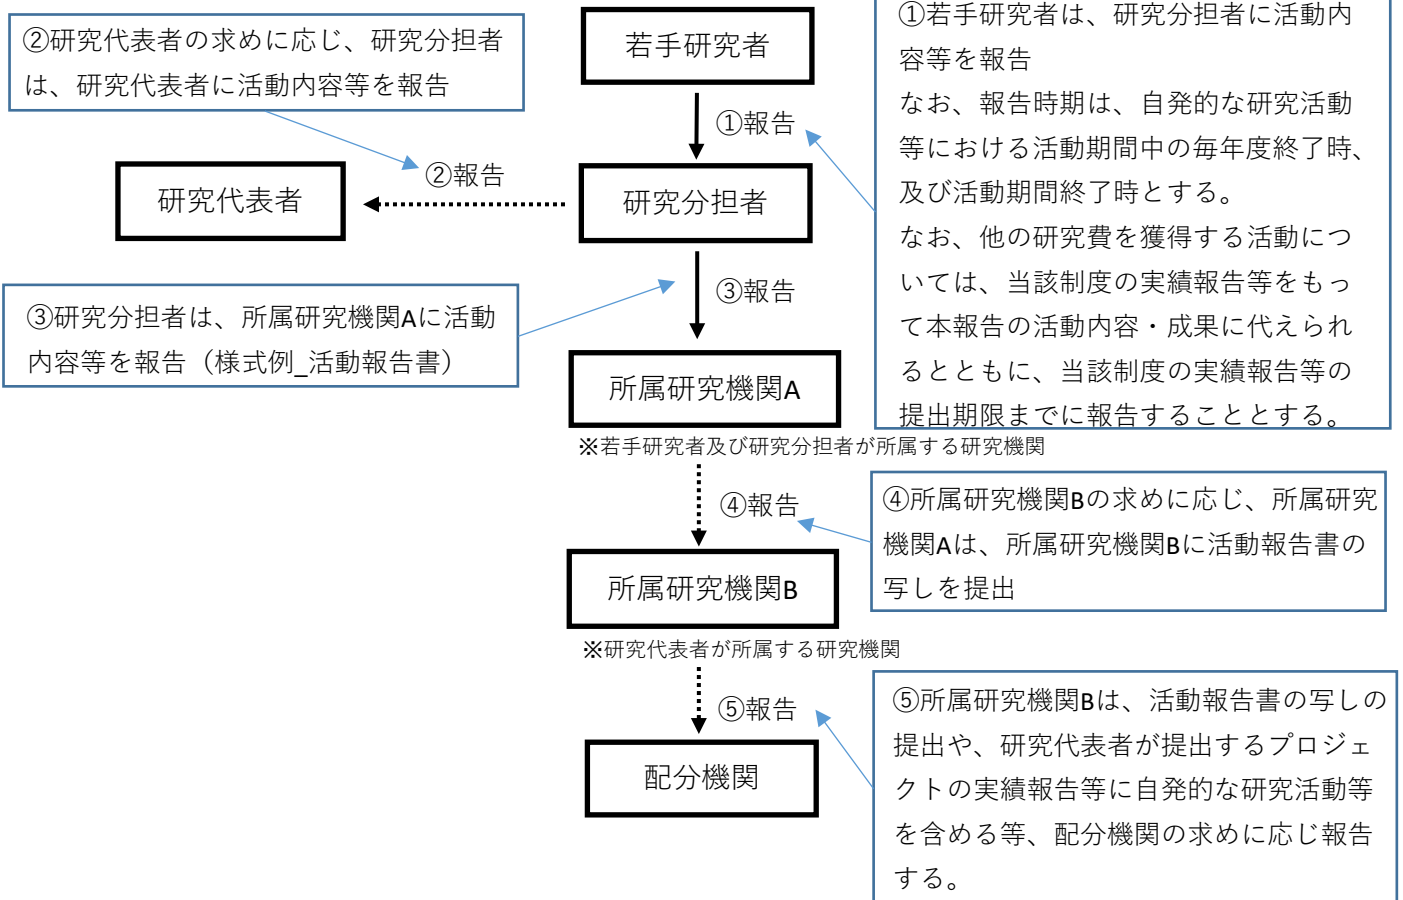 ②研究代表者の求めに応じ、研究分担者
は、研究代表者に活動内容等を報告
若手研究者
①若手研究者は、研究分担者に活動内
容等を報告
なお、報告時期は、自発的な研究活動
等における活動期間中の毎年度終了時、
及び活動期間終了時とする。
なお、他の研究費を獲得する活動につ
いては、当該制度の実績報告等をもっ
て本報告の活動内容・成果に代えられ
るとともに、当該制度の実績報告等の
提出期限までに報告することとする。
①報告
研究代表者
②報告
研究分担者
③研究分担者は、所属研究機関Aに活動
内容等を報告（様式例_活動報告書）
③報告
所属研究機関A
※若手研究者及び研究分担者が所属する研究機関
④報告
④所属研究機関Bの求めに応じ、所属研究
機関Aは、所属研究機関Bに活動報告書の
写しを提出
所属研究機関B
※研究代表者が所属する研究機関
⑤報告
⑤所属研究機関Bは、活動報告書の写しの
提出や、研究代表者が提出するプロジェ
クトの実績報告等に自発的な研究活動等
を含める等、配分機関の求めに応じ報告
する。
配分機関